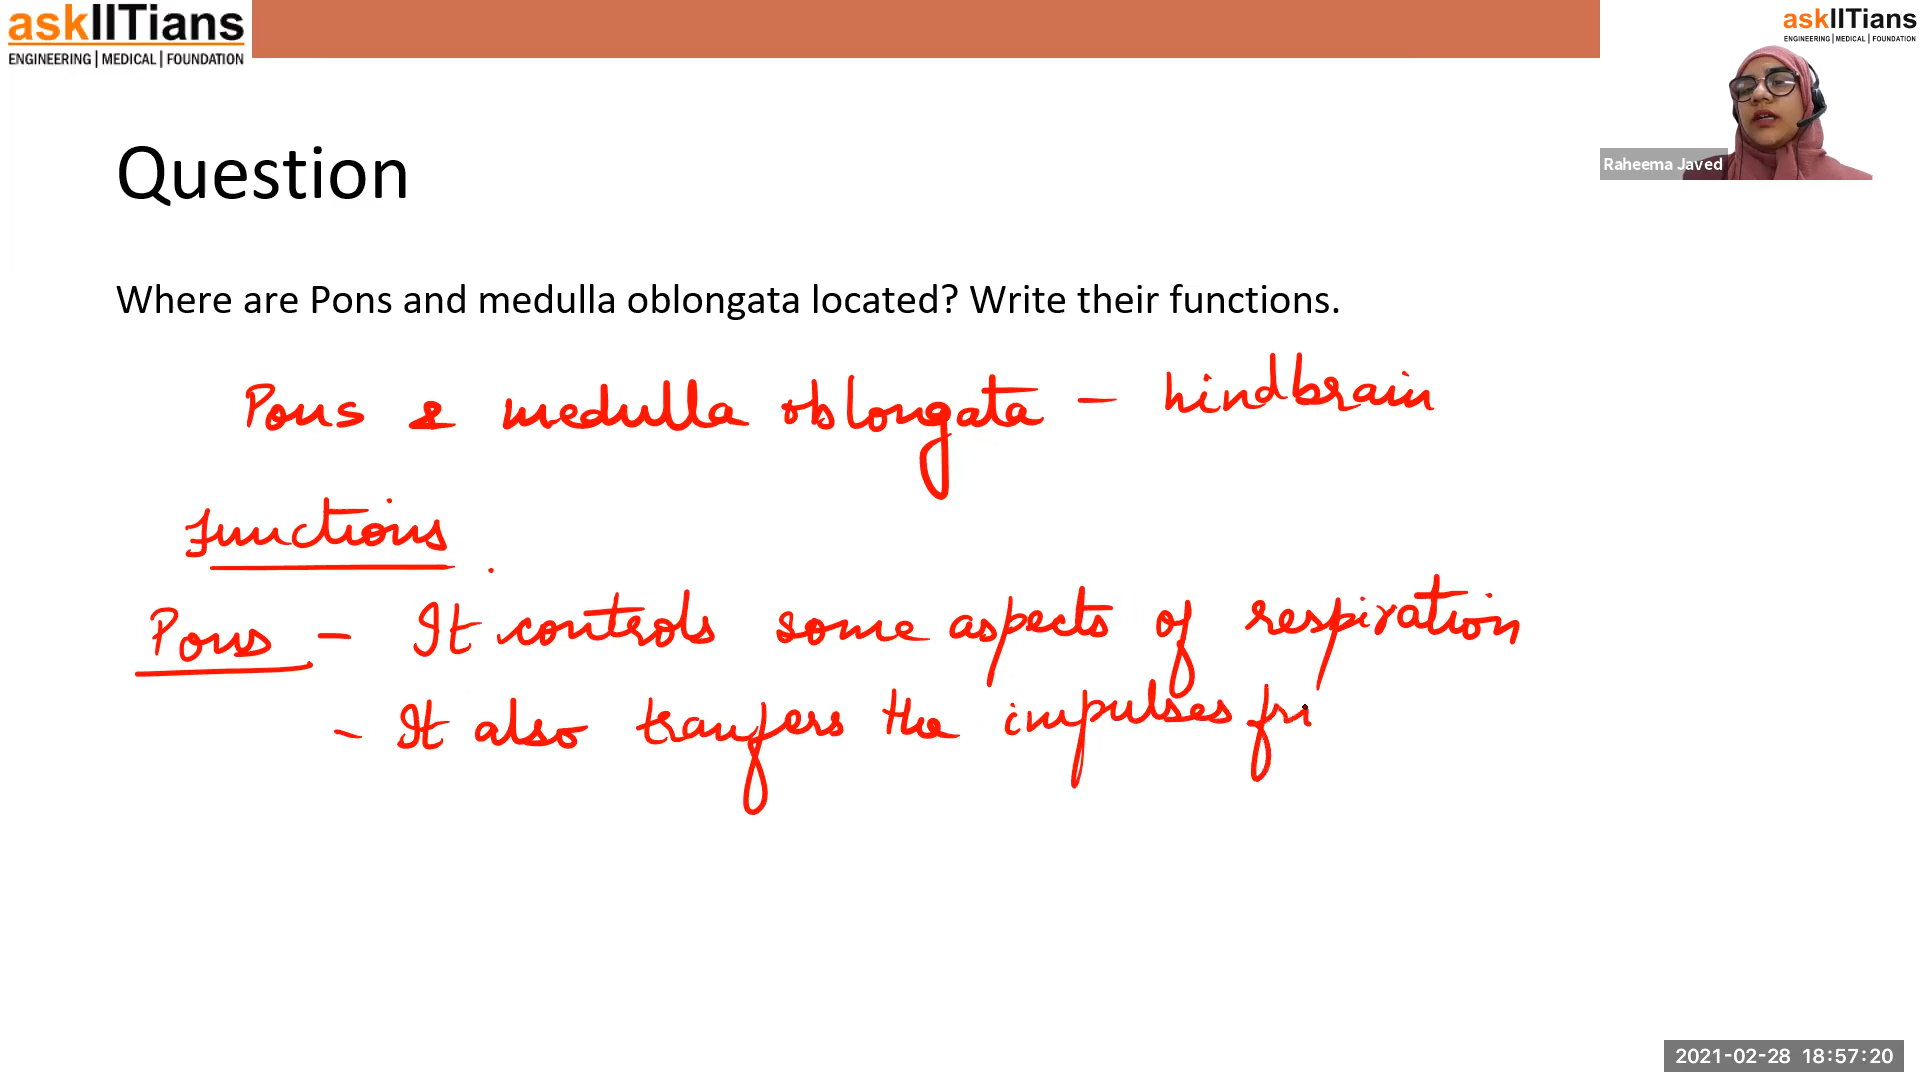 askIITians
ENGINEERING | MEDICAL | FOUNDATION
askIITians
ENGINEERING | MEDICAL | FOUNDATION
Raheema Javed
Question
Where are Pons and medulla oblongata located? Write their functions.
Pons & medulla oblongata - hindbrain
Functions
Pons - It controls some aspects of respiration
- It also tranfers the impulses
2021-02-28 18:57:20